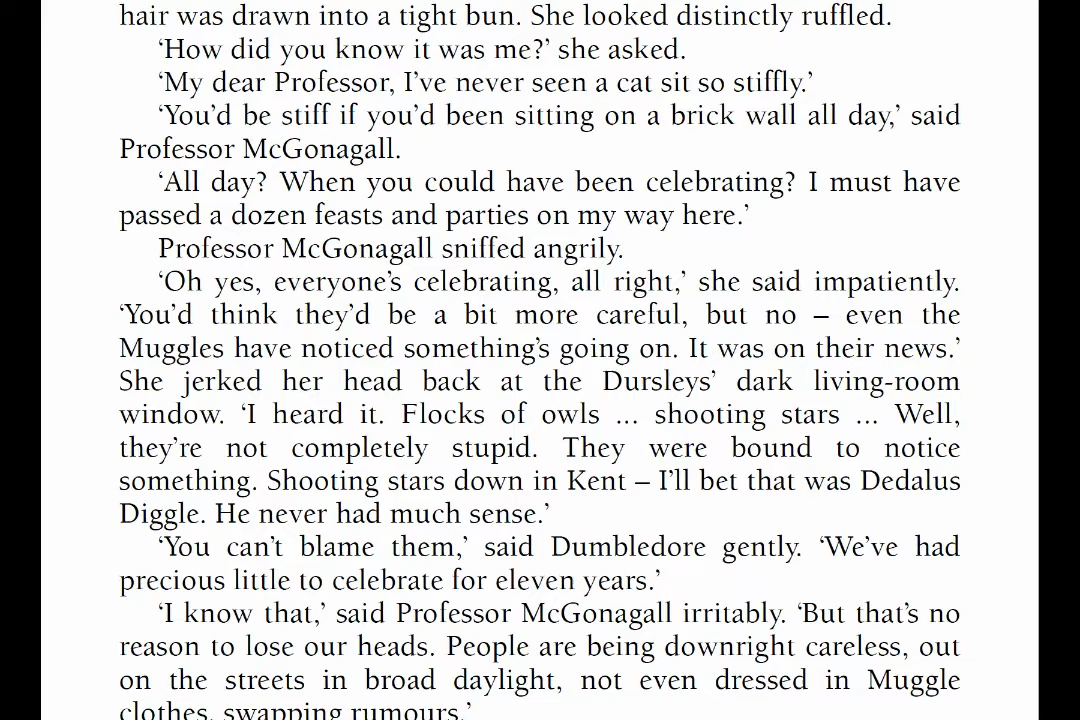 hair was drawn into a tight bun. She looked distinctly ruffled.
‘How did you know it was me?’ she asked.
‘My dear Professor, I’ve never seen a cat sit so stiffly.’
‘You’d be stiff if you’d been sitting on a brick wall all day,’ said
Professor McGonagall.
‘All day? When you could have been celebrating? I must have
passed a dozen feasts and parties on my way here.’
Professor McGonagall sniffed angrily.
‘Oh yes, everyone’s celebrating, all right,’ she said impatiently.
‘You’d think they’d be a bit more careful, but no – even the
Muggles have noticed something’s going on. It was on their news.’
She jerked her head back at the Dursleys’ dark living-room
window. ‘I heard it. Flocks of owls ... shooting stars ... Well,
they’re not completely stupid. They were bound to notice
something. Shooting stars down in Kent – I’ll bet that was Dedalus
Diggle. He never had much sense.’
‘You can’t blame them,’ said Dumbledore gently. ‘We’ve had
precious little to celebrate for eleven years.’
‘I know that,’ said Professor McGonagall irritably. ‘But that’s no
reason to lose our heads. People are being downright careless, out
on the streets in broad daylight, not even dressed in Muggle
clothes, swapping rumours.’